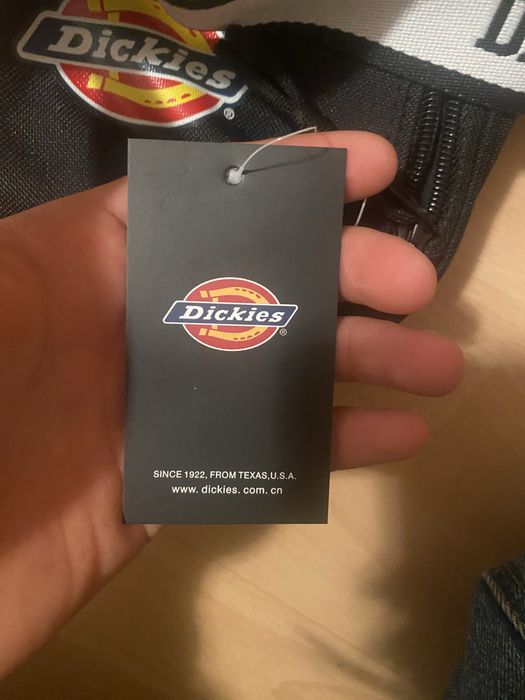 Dickies
®
Dickies
®
SINCE 1922, FROM TEXAS,U.S.A.
www. dickies. com. cn